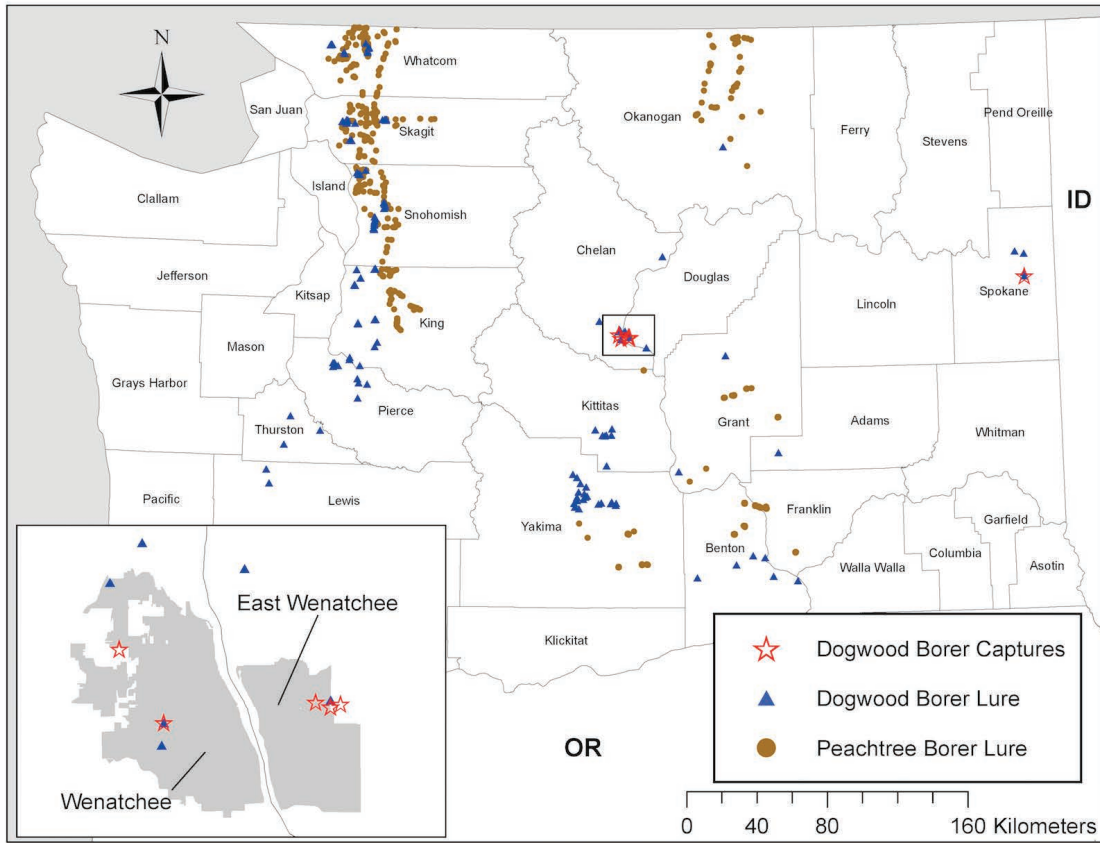 N
Whatcom
San Juan
Skagit
Okanogan
Ferry
Stevens
Pend Oreille
Island
Clallam
Snohomish
ID
Chelan
Douglas
Jefferson
Kitsap
Lincoln
Spokane
King
Mason
Grays Harbor
Pierce
Kittitas
Grant
Adams
Thurston
Whitman
Pacific
Lewis
Yakima
Franklin
Garfield
Benton
Columbia
Walla Walla
Asotin
Klickitat
East Wenatchee
Wenatchee
OR
Dogwood Borer Captures
Dogwood Borer Lure
Peachtree Borer Lure
0 40 80 160 Kilometers